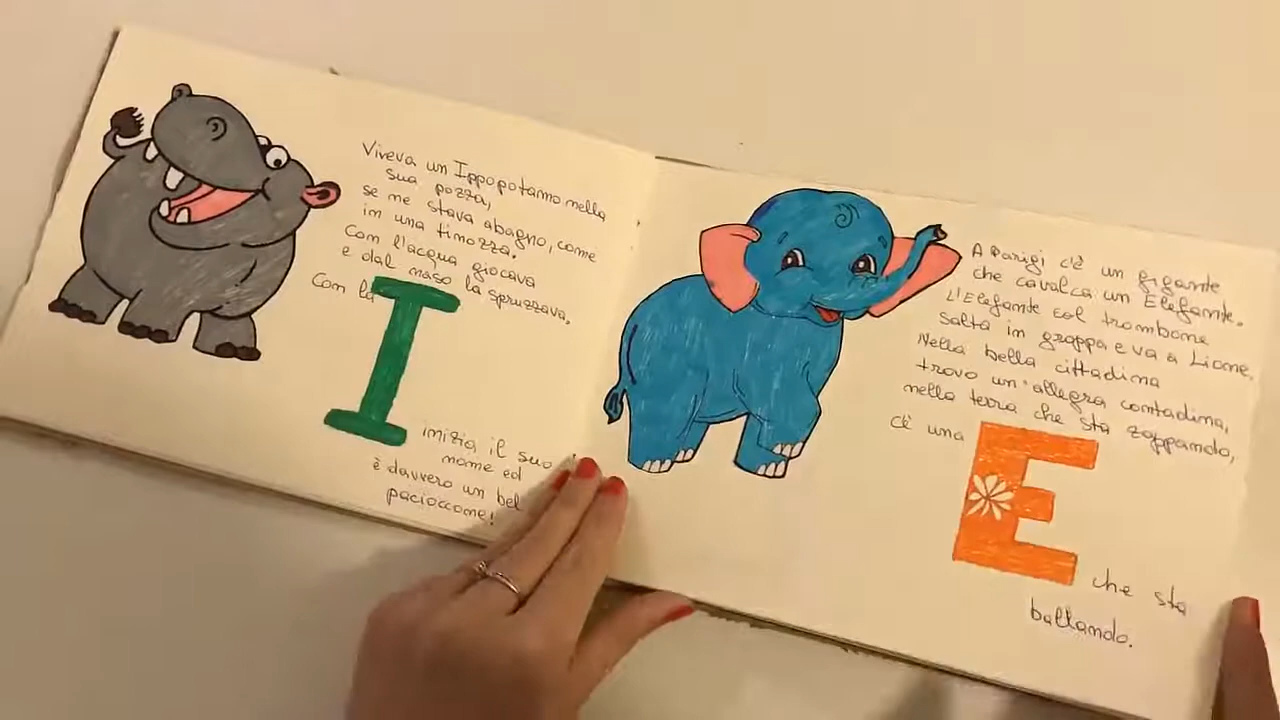 Viveva un Ippopotamo nella
sua pozza,
se me stava abagno, come
in una tinozza.
Con l'acqua giocava
e dal naso la spruzzava.
Con la I
inizia il suo
nome ed
è davvero un bel
pacioccone!
A Parigi c'è un gigante
che cavalca un Elefante.
L'Elefante col trombone
salta in groppa e va a Lione.
Nella bella cittadina
trovo un'allegra contadina,
nella terra che sta zappando,
c'è una E che sta
ballando.